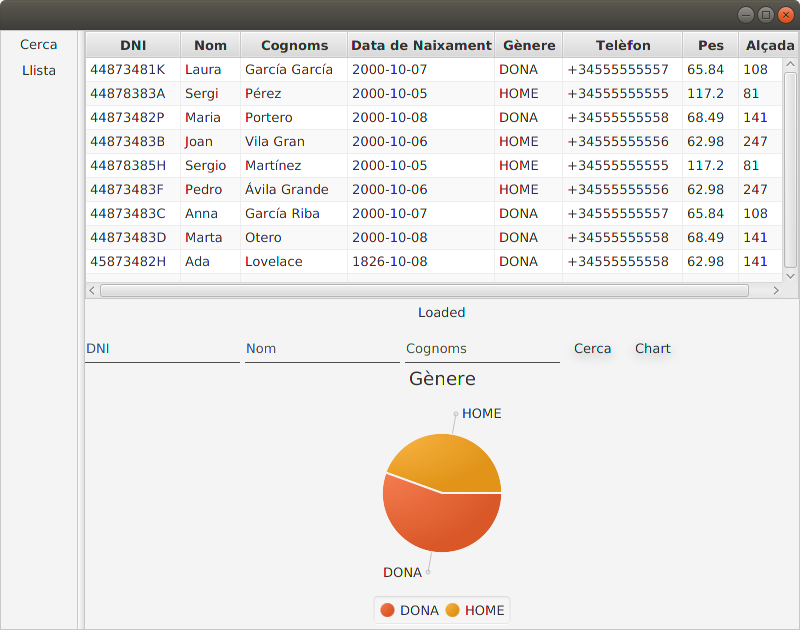 Cerca
Llista
DNI Nom Cognoms Data de Naixament Gènere Telèfon Pes Alçada
44873481K Laura García García 2000-10-07 DONA +34555555557 65.84 108
44878383A Sergi Pérez 2000-10-05 HOME +34555555555 117.2 81
44873482P Maria Portero 2000-10-08 DONA +34555555558 68.49 141
44873483B Joan Vila Gran 2000-10-06 HOME +34555555556 62.98 247
44878385H Sergio Martínez 2000-10-05 HOME +34555555555 117.2 81
44873483F Pedro Ávila Grande 2000-10-06 HOME +34555555556 62.98 247
44873483C Anna García Riba 2000-10-07 DONA +34555555557 65.84 108
44873483D Marta Otero 2000-10-08 DONA +34555555558 68.49 141
45873482H Ada Lovelace 1826-10-08 DONA +34555555558 62.98 141
Loaded
DNI Nom Cognoms Cerca Chart
Gènere
HOME
DONA
DONA HOME